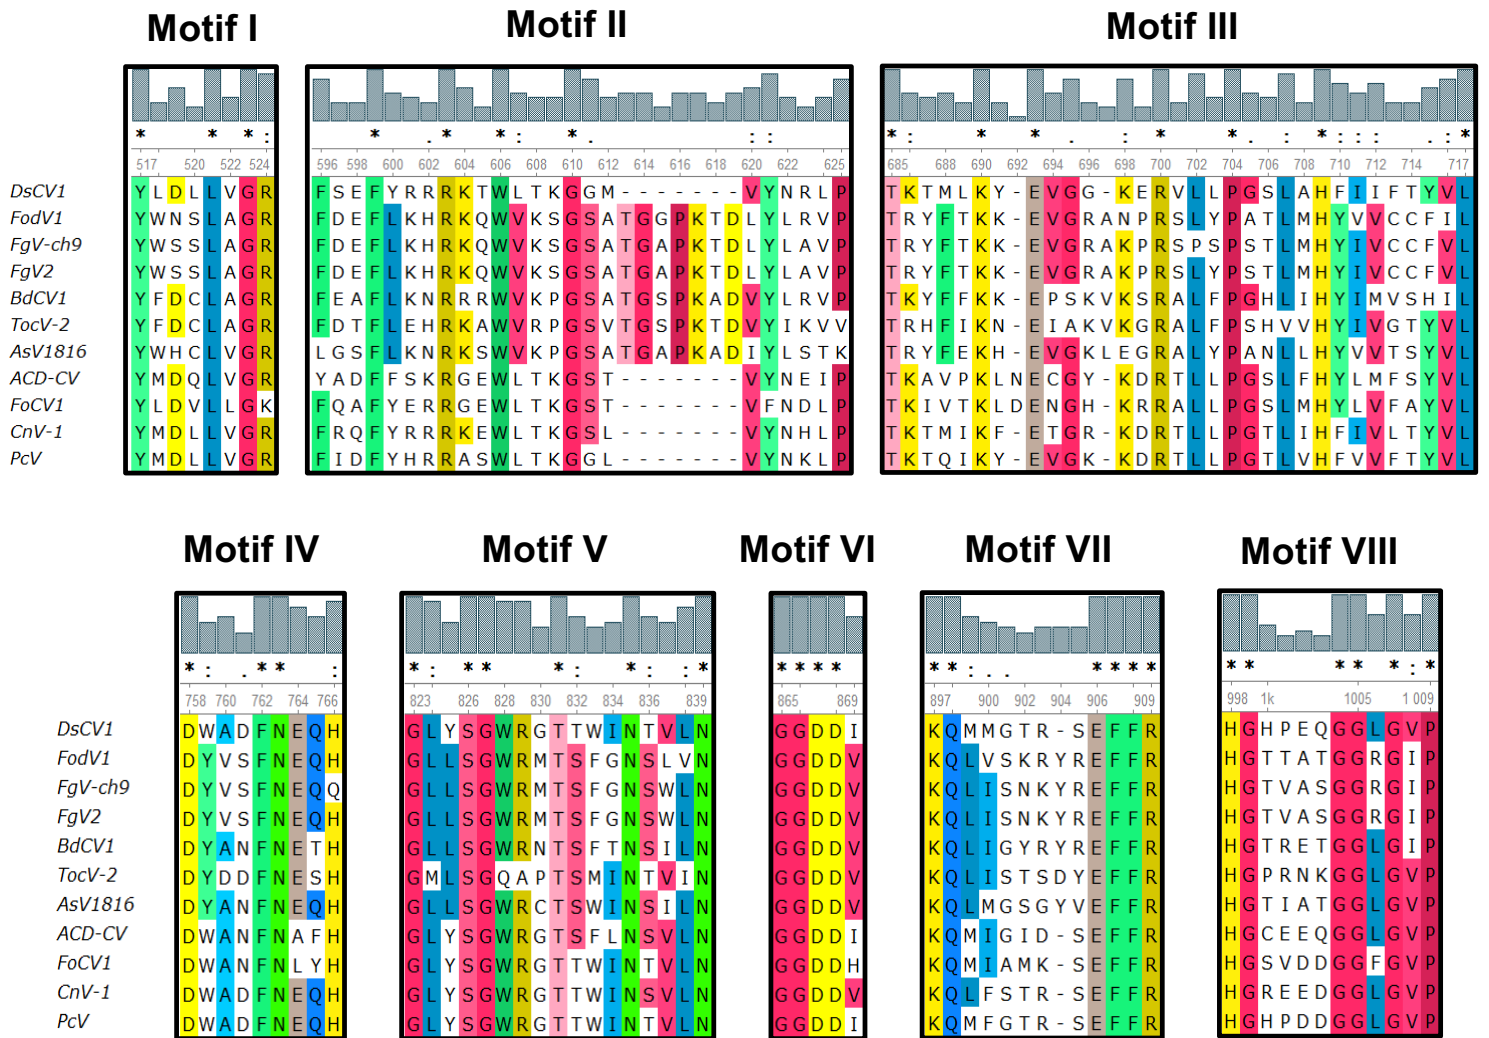 Motif I Motif II Motif III
* * * : * . * * : * . : : * : * * . : * * . : * : : : . : *
517 520 522 524 596 598 600 602 604 606 608 610 612 614 616 618 620 622 625 685 688 690 692 694 696 698 700 702 704 706 708 710 712 714 717
DsCV1 YLDLLVGR FSEFYRRRKTWLTKGGM-------VYNRLP TKTMLKY-EVGG-KERVLLPGSLAHFIIFTYVL
FodV1 YWNSLAGR FDEFLKHRKQWVKSGSATGGPKTDLYLRVP TRYFTKK-EVGRANPRSLYPATLMHYVVCCFIL
FgV-ch9 YWSSLAGR FDEFLKHRKQWVKSGSATGAPKTDLYLAVP TRYFTKK-EVGRAKPRSPSPSTLMHYIVCCFVL
FgV2 YWSSLAGR FDEFLKHRKQWVKSGSATGAPKTDLYLAVP TRYFTKK-EVGRAKPRSLYPSTLMHYIVCCFVL
BdCV1 YFDCLAGR FEAFLKNRRRWVKPGSATGSPKADVYLRVP TKYFFKK-EPSKVKSRALFPGHLIHYIMVSHIL
TocV-2 YFDCLAGR FDTFLEHRKAWVRPGSVTGSPKTDVYIKVV TRHFIKN-EIAKVKGRALFPSHVVHYIVGTYVL
AsV1816 YWHCLVGR LGSFLKNRKSWVKPGSATGAPKADIYLSTK TRYFEKH-EVGKLEGRALYPANLLHYVVTSYVL
ACD-CV YMDQLVGR YADFFSKRGEWLTKGST-------VYNEIP TKAVPKLNECGY-KDRTLLPGSLFHYLMFSYVL
FoCV1 YLDVLLGK FQAFYERRGEWLTKGST-------VFNDLP TKIVTKLDENGH-KRRALLPGSLMHYLVFAYVL
CnV-1 YMDLLVGR FRQFYRRRKEWLTKGSL-------VYNHLP TKTMIKF-ETGR-KDRTLLPGTLIHFIVLTYVL
PcV YMDLLVGR FIDFYHRRASWLTKGGL-------VYNKLP TKTQIKY-EVGK-KDRTLLPGTLVHFVVFTYVL
Motif IV Motif V Motif VI Motif VII Motif VIII
* : . * * : * : * * * : * : : * * * * * * * : . . * * * * * * * * * : *
758 760 762 764 766 823 826 828 830 832 834 836 839 865 869 897 900 902 904 906 909 998 1k 1005 1 009
DsCV1 DWADFNEQH GLYSGWRGTTWINTVLN GGDDI KQMMGTR-SEFFR HGHPEQGGLGVP
FodV1 DYVSFNEQH GLLSGWRMTSFGNSLVN GGDDV KQLVSKRYREFFR HGTTATGGRGIP
FgV-ch9 DYVSFNEQQ GLLSGWRMTSFGNSWLN GGDDV KQLISNKYREFFR HGTVASGGRGIP
FgV2 DYVSFNEQH GLLSGWRMTSFGNSWLN GGDDV KQLISNKYREFFR HGTVASGGRGIP
BdCV1 DYANFNETH GLLSGWRNTSFTNSILN GGDDV KQLIGYRYREFFR HGTRETGGLGIP
TocV-2 DYDDFNESH GMLSGQAPTSMINTVIN GGDDV KQLISTSDYEFFR HGPRNKGGLGVP
AsV1816 DYANFNEQH GLLSGWRCTSWINSILN GGDDV KQLMGSGYVEFFR HGTIATGGLGVP
ACD-CV DWANFNAFH GLYSGWRGTSFLNSVLN GGDDI KQMIGID-SEFFR HGCEEQGGLGVP
FoCV1 DWANFNLYH GLYSGWRGTTWINTVLN GGDDH KQMIAMK-SEFFR HGSVDDGGFGVP
CnV-1 DWADFNEQH GLYSGWRGTTWINSVLN GGDDV KQLFSTR-SEFFR HGREEDGGLGVP
PcV DWADFNEQH GLYSGWRGTTWINTVLN GGDDI KQMFGTR-SEFFR HGHPDDGGLGVP